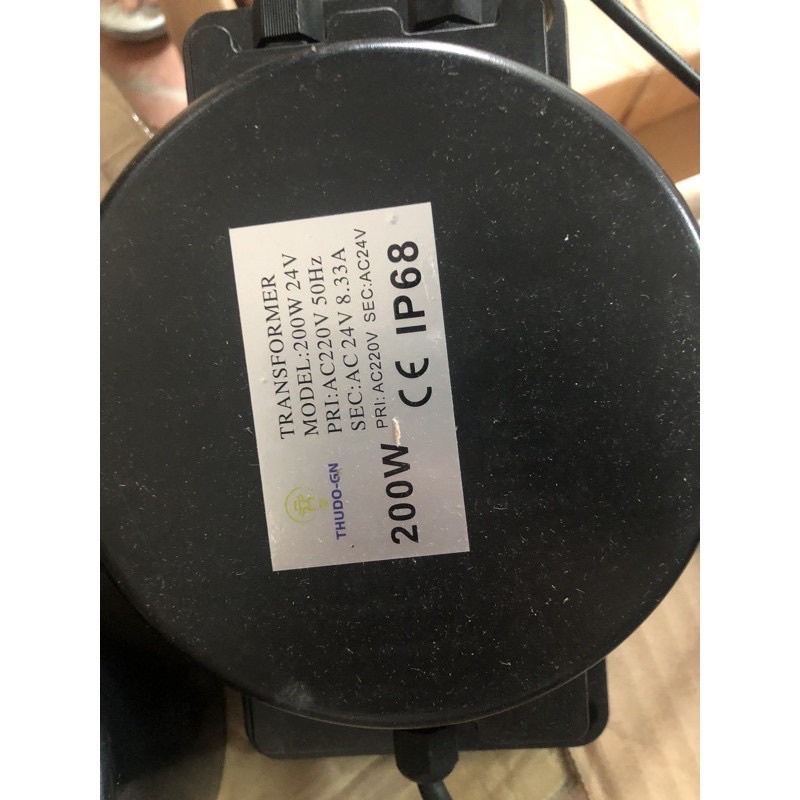 TRANSFORMER
MODEL:200W 24V
PRI:AC220V 50Hz
SEC:AC 24V 8.33A
THUDO-GN
PRI:AC220V SEC:AC24V
200W CE IP68